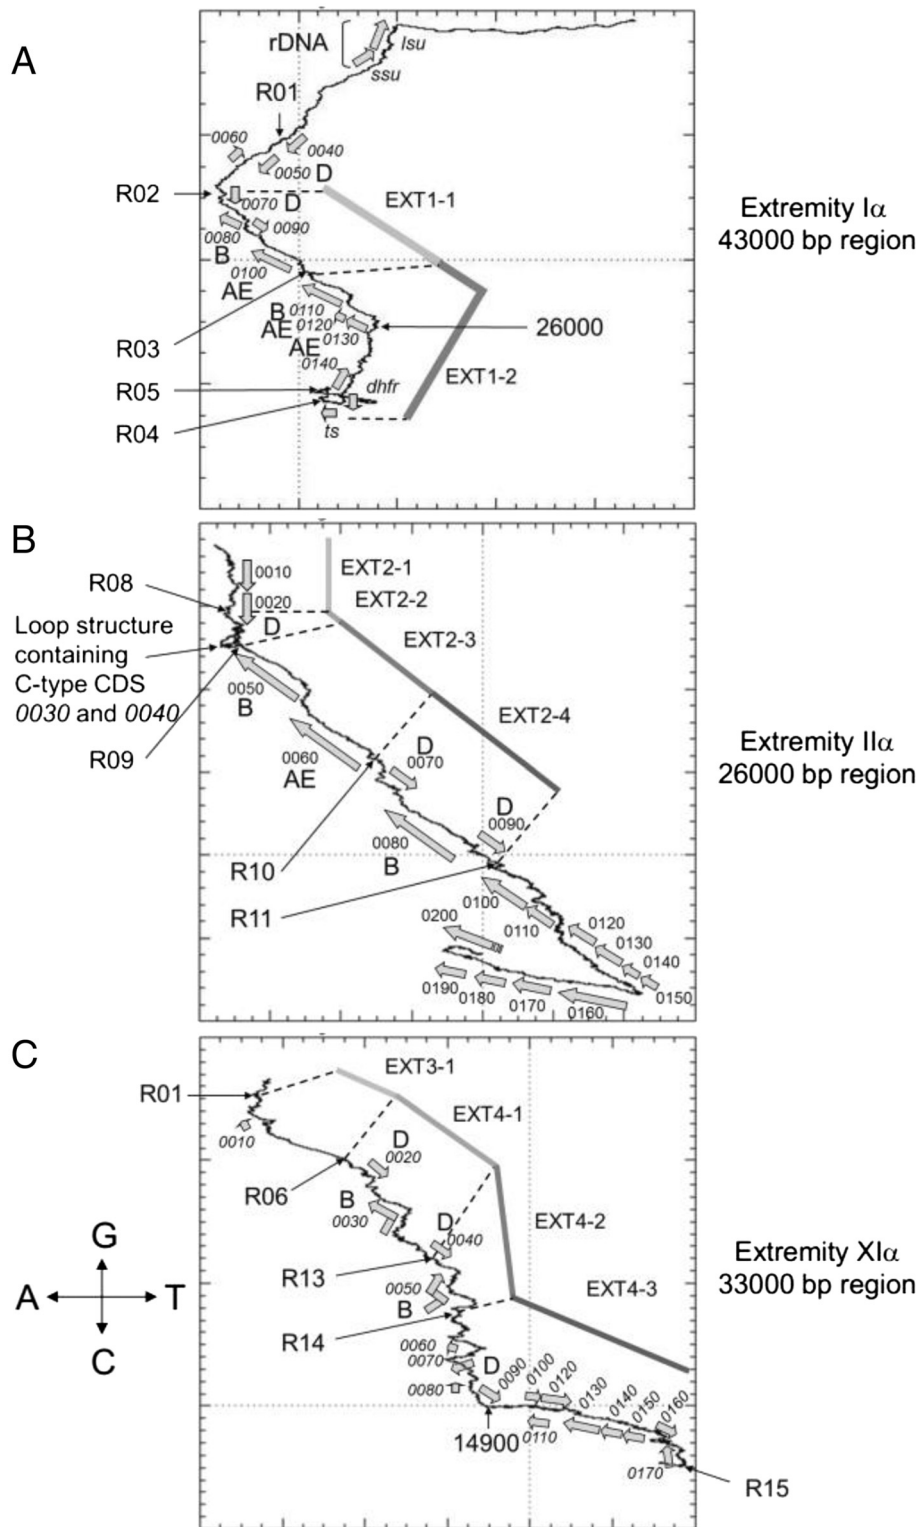 A
rDNA
lsu
ssu
R01
0060
0040
0050 D
R02
0070 D
EXT1-1
0080
0090
B
0100
AE
B 0110
AE 0120
0130
AE
0140
R03
26000
R05
dhfr
EXT1-2
R04
ts
Extremity Iα
43000 bp region
B
0010
EXT2-1
R08
0020
EXT2-2
D
Loop structure
containing
C-type CDS
0030 and 0040
EXT2-3
0050
B
EXT2-4
R09
0060
AE
D
0070
D
0090
0080
B
R10
R11
0100
0110
0120
0130
0140
0150
0200
0190
0180
0170
0160
Extremity IIα
26000 bp region
C
EXT3-1
R01
EXT4-1
0010
D
0020
R06
B
0030
EXT4-2
D
0040
R13
0050
B
EXT4-3
R14
0060
0070
D
0080
0090
0100
0120
0130
0140
0150
0160
0110
14900
0170
R15
G
A
T
C
Extremity XIα
33000 bp region